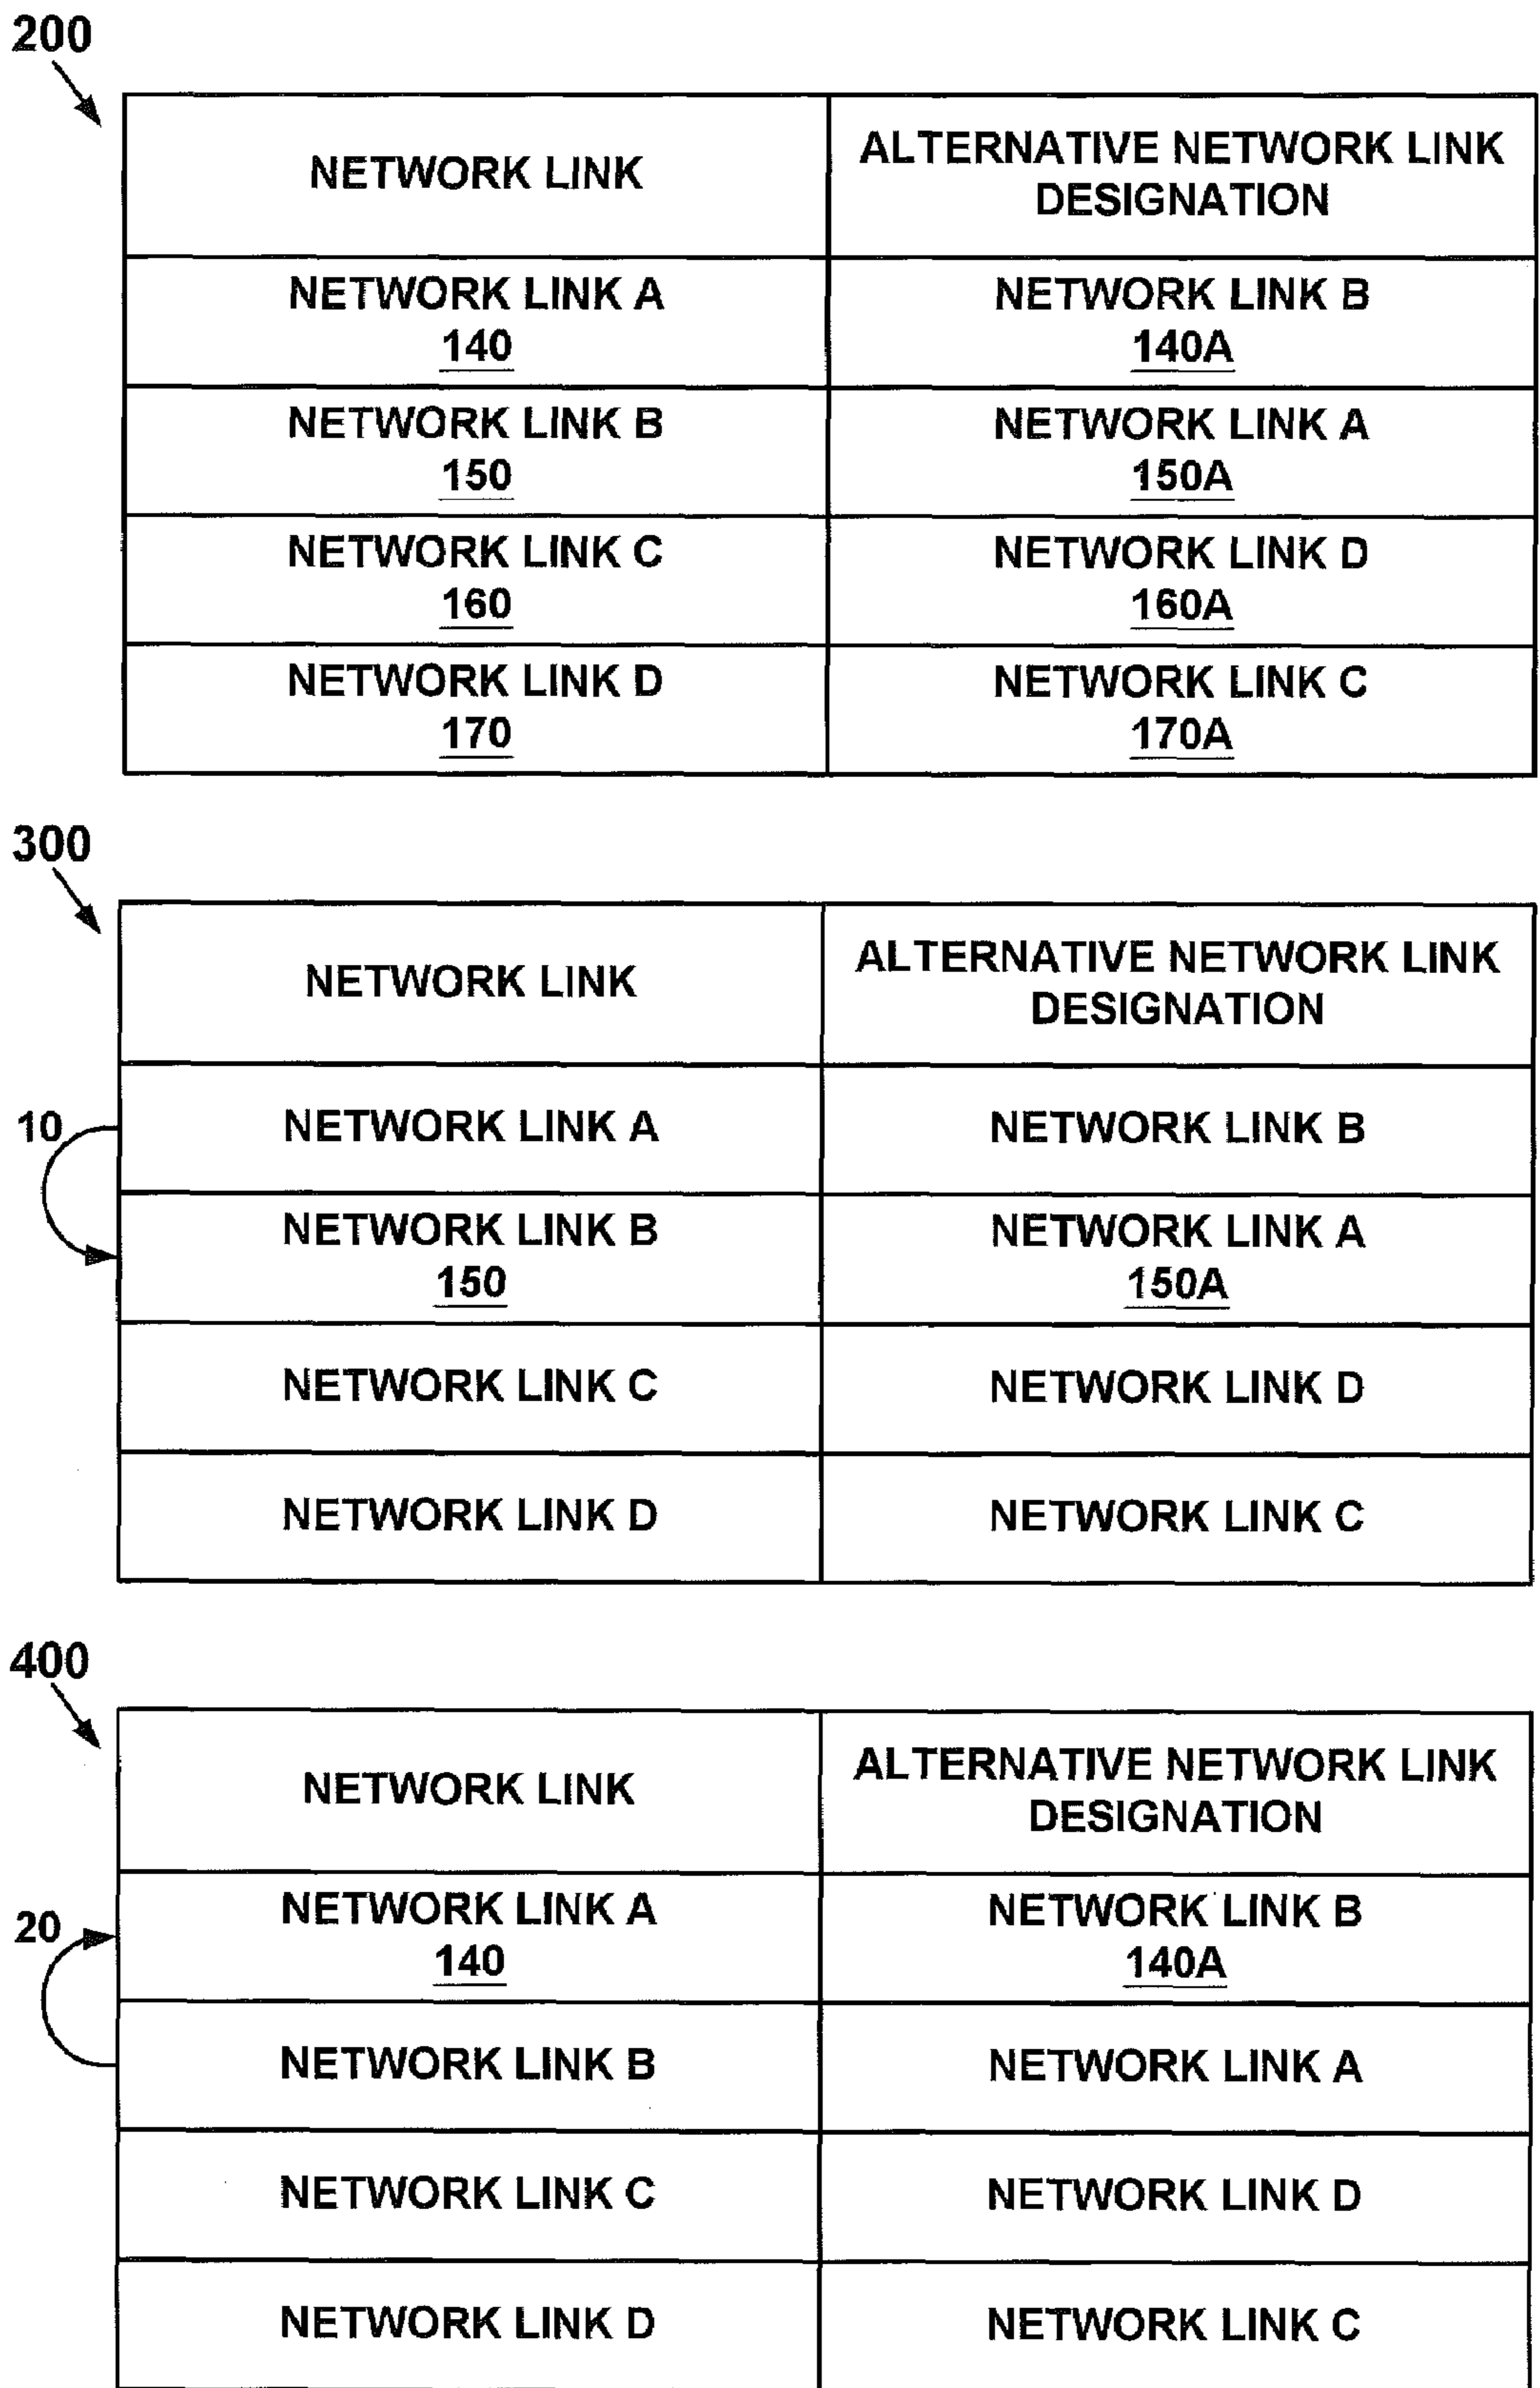 200
NETWORK LINK
ALTERNATIVE NETWORK LINK
DESIGNATION
NETWORK LINK A
140
NETWORK LINK B
140A
NETWORK LINK B
150
NETWORK LINK A
150A
NETWORK LINK C
160
NETWORK LINK D
160A
NETWORK LINK D
170
NETWORK LINK C
170A
300
NETWORK LINK
ALTERNATIVE NETWORK LINK
DESIGNATION
10
NETWORK LINK A
NETWORK LINK B
NETWORK LINK B
150
NETWORK LINK A
150A
NETWORK LINK C
NETWORK LINK D
NETWORK LINK D
NETWORK LINK C
400
NETWORK LINK
ALTERNATIVE NETWORK LINK
DESIGNATION
20
NETWORK LINK A
140
NETWORK LINK B
140A
NETWORK LINK B
NETWORK LINK A
NETWORK LINK C
NETWORK LINK D
NETWORK LINK D
NETWORK LINK C